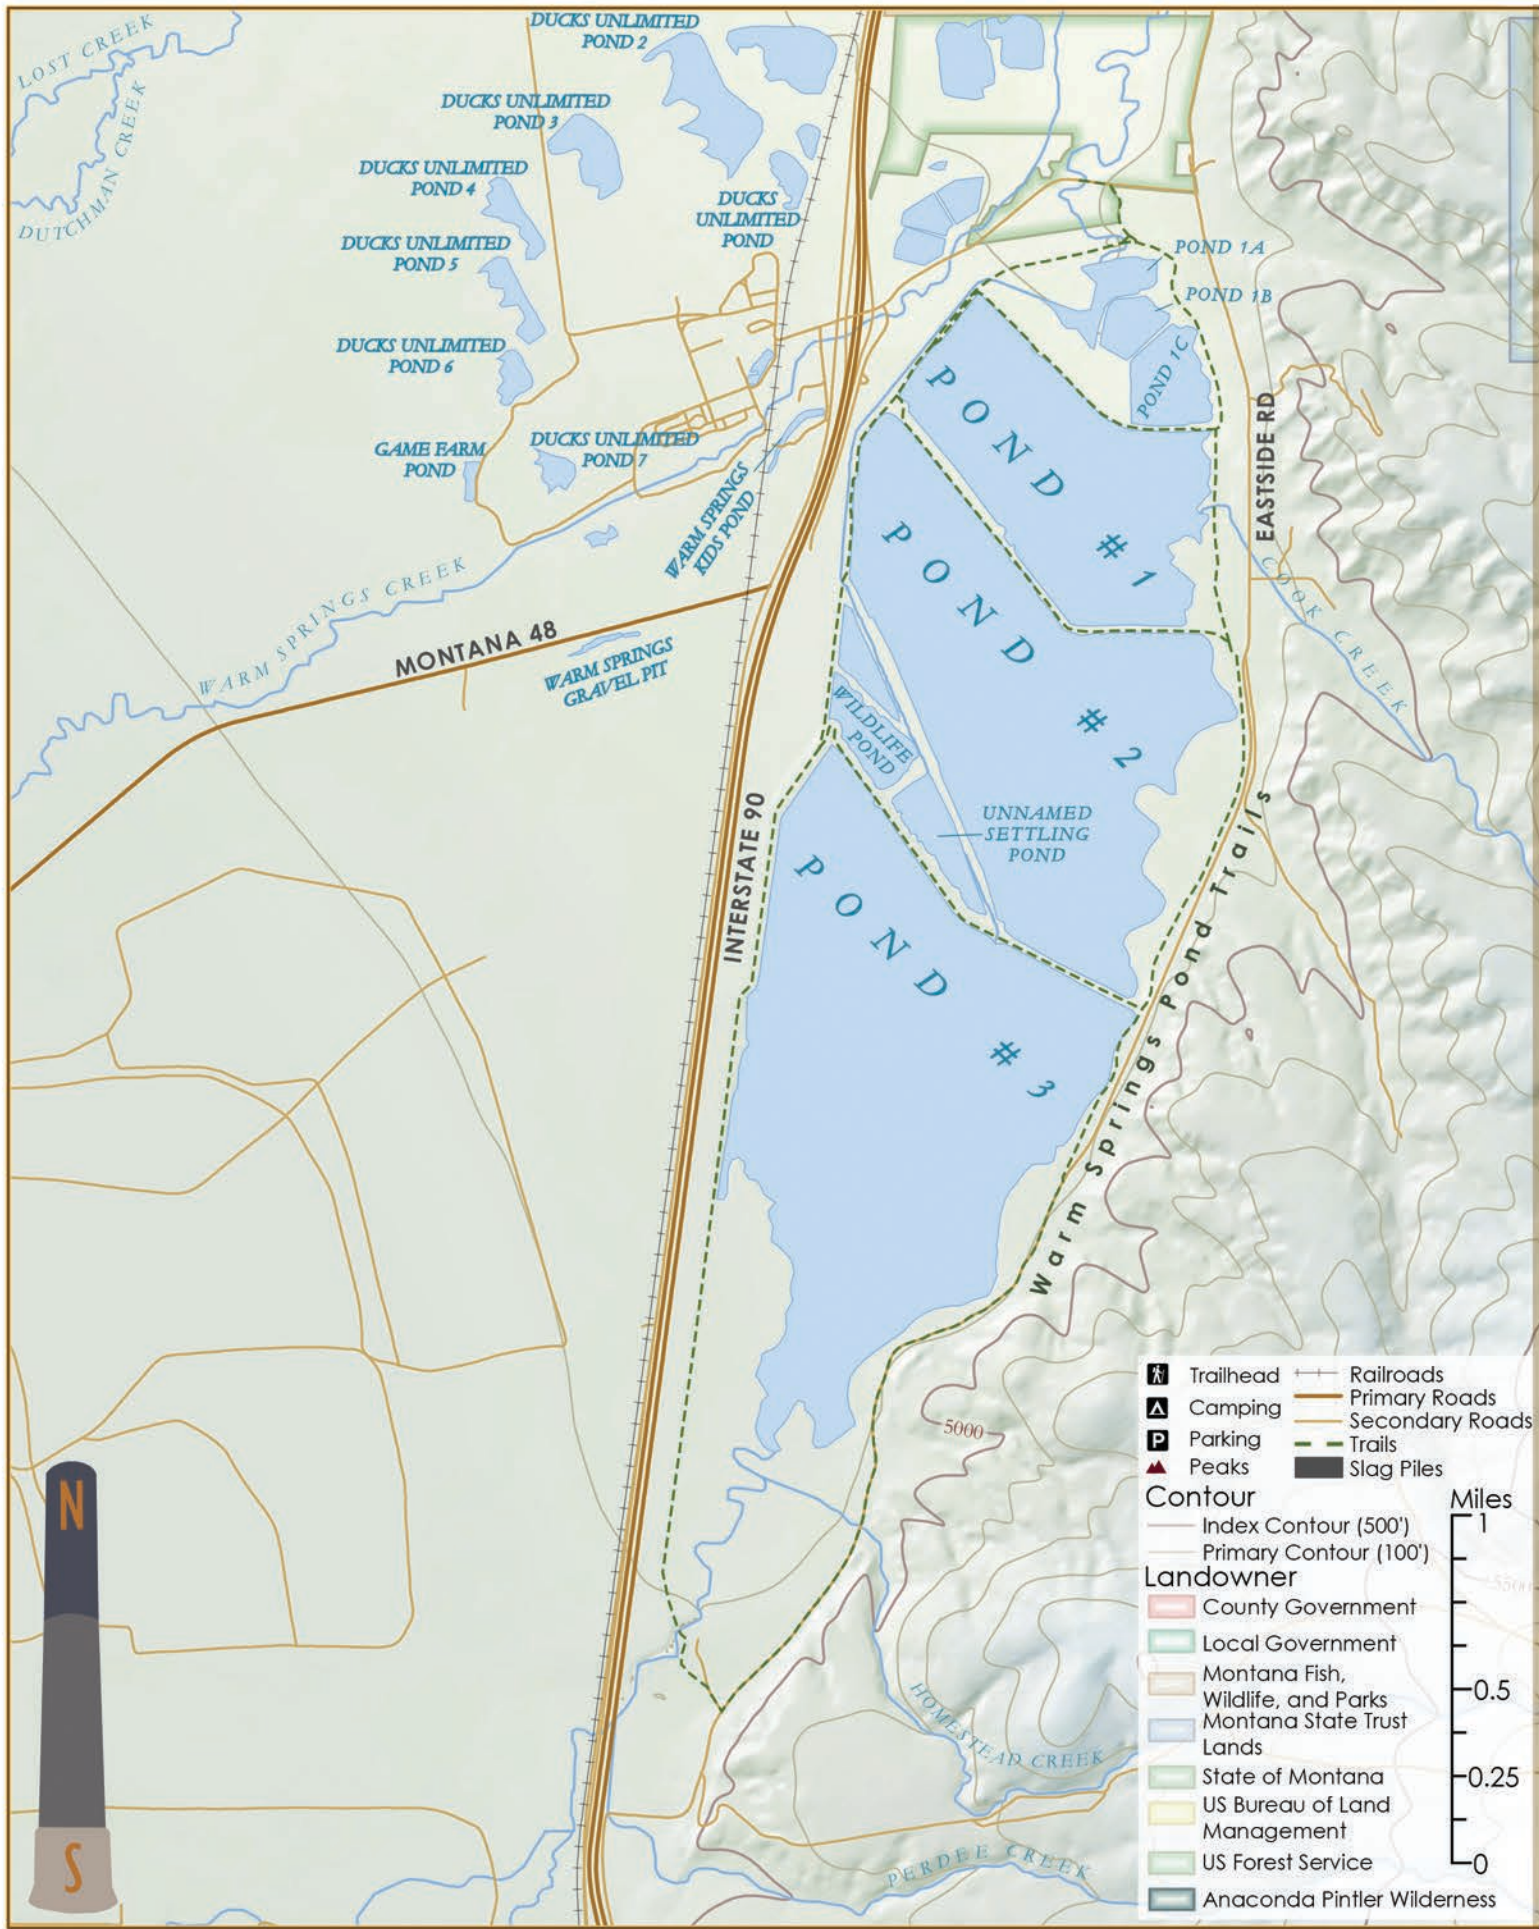 LOST CREEK
DUTCHMAN CREEK
DUCKS UNLIMITED
POND 2
DUCKS UNLIMITED
POND 3
DUCKS UNLIMITED
POND 4
DUCKS
UNLIMITED
POND
DUCKS UNLIMITED
POND 5
POND 1A
POND 1B
DUCKS UNLIMITED
POND 6
POND 1C
POND #1
EASTSIDE RD
GAME FARM
POND
DUCKS UNLIMITED
POND 7
WARM SPRINGS
KIDS POND
POND #2
COOK CREEK
WARM SPRINGS CREEK
MONTANA 48
WARM SPRINGS
GRAVEL PIT
WILDLIFE
POND
UNNAMED
SETTLING
POND
INTERSTATE 90
POND #3
Warm Springs Pond Trails
5000
N
S
HOMESTEAD CREEK
PERDEE CREEK
Trailhead
Camping
Parking
Peaks
Railroads
Primary Roads
Secondary Roads
Trails
Slag Piles
Contour
Index Contour (500')
Primary Contour (100')
5500
Landowner
County Government
Local Government
Montana Fish,
Wildlife, and Parks
Montana State Trust
Lands
State of Montana
US Bureau of Land
Management
US Forest Service
Anaconda Pintler Wilderness
Miles
1
0.5
0.25
0